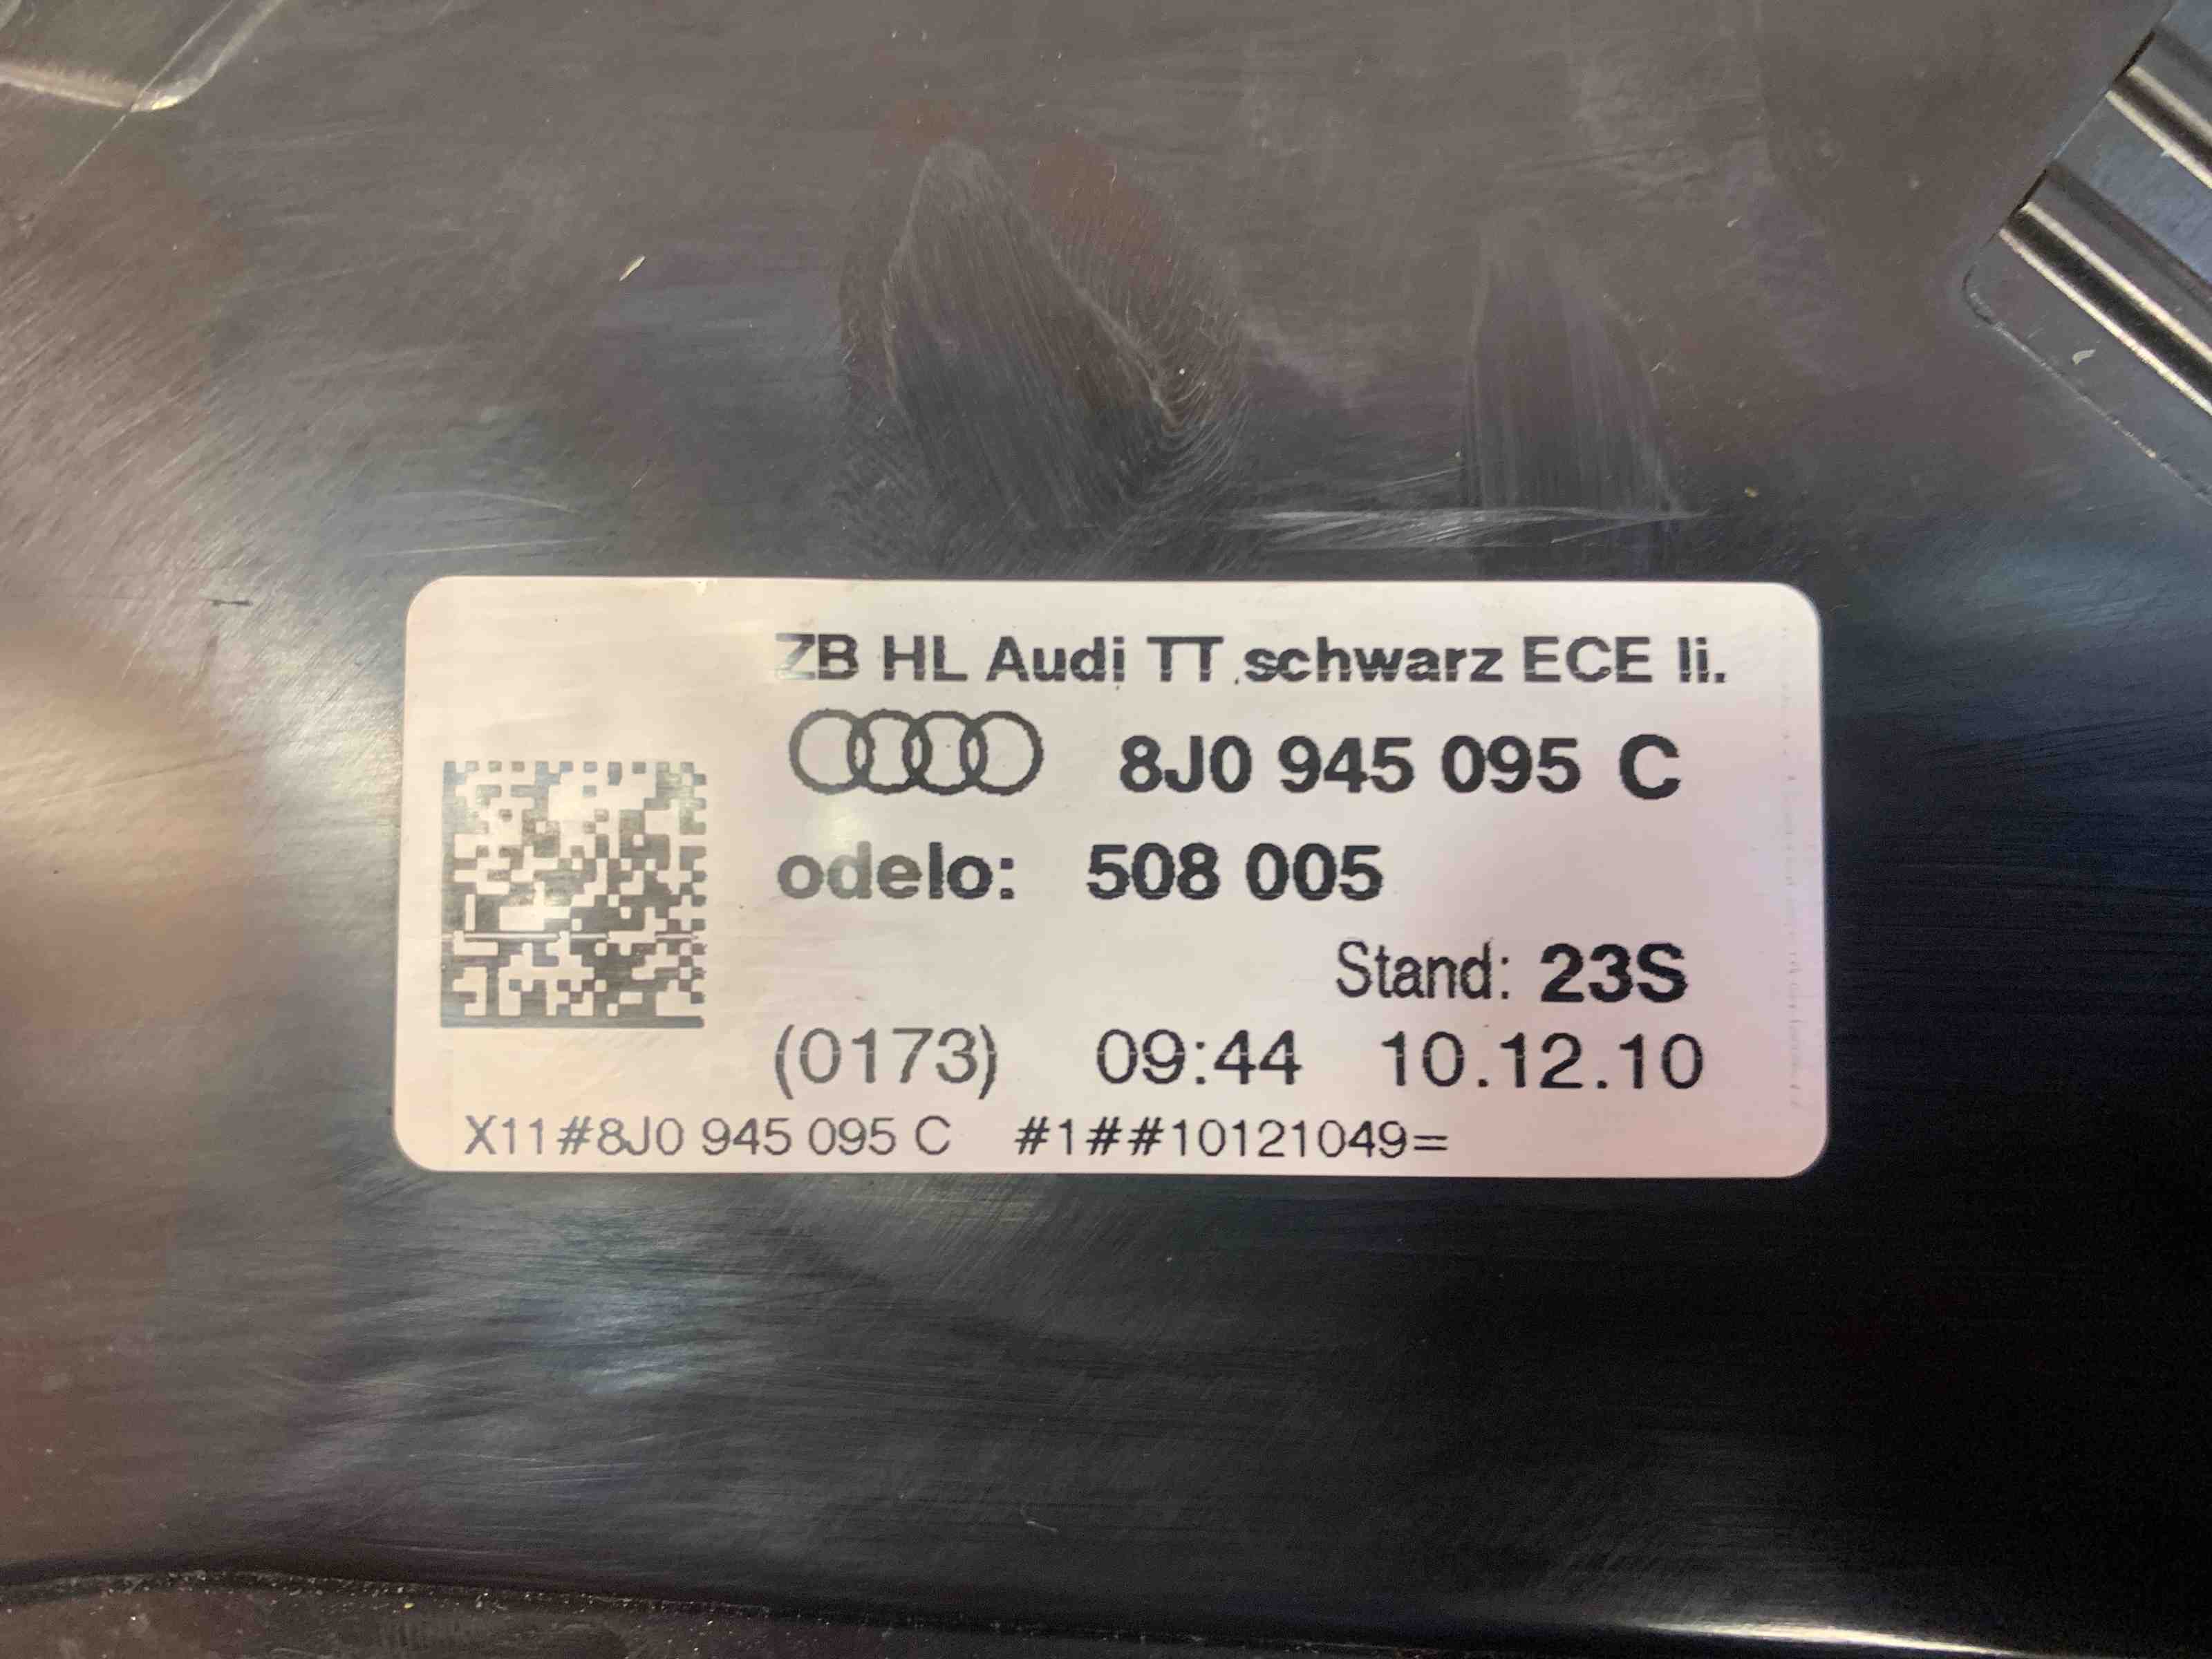 ZB HL Audi TT schwarz ECE li.
8J0 945 095 C
odelo: 508 005
Stand: 23S
(0173) 09:44 10.12.10
X11#8J0 945 095 C #1##10121049=